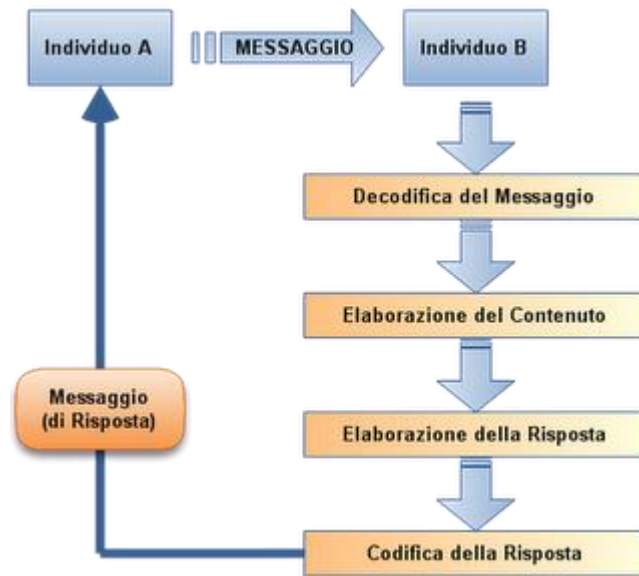 Individuo A
MESSAGGIO
Individuo B
Decodifica del Messaggio
Elaborazione del Contenuto
Elaborazione della Risposta
Codifica della Risposta
Messaggio
(di Risposta)